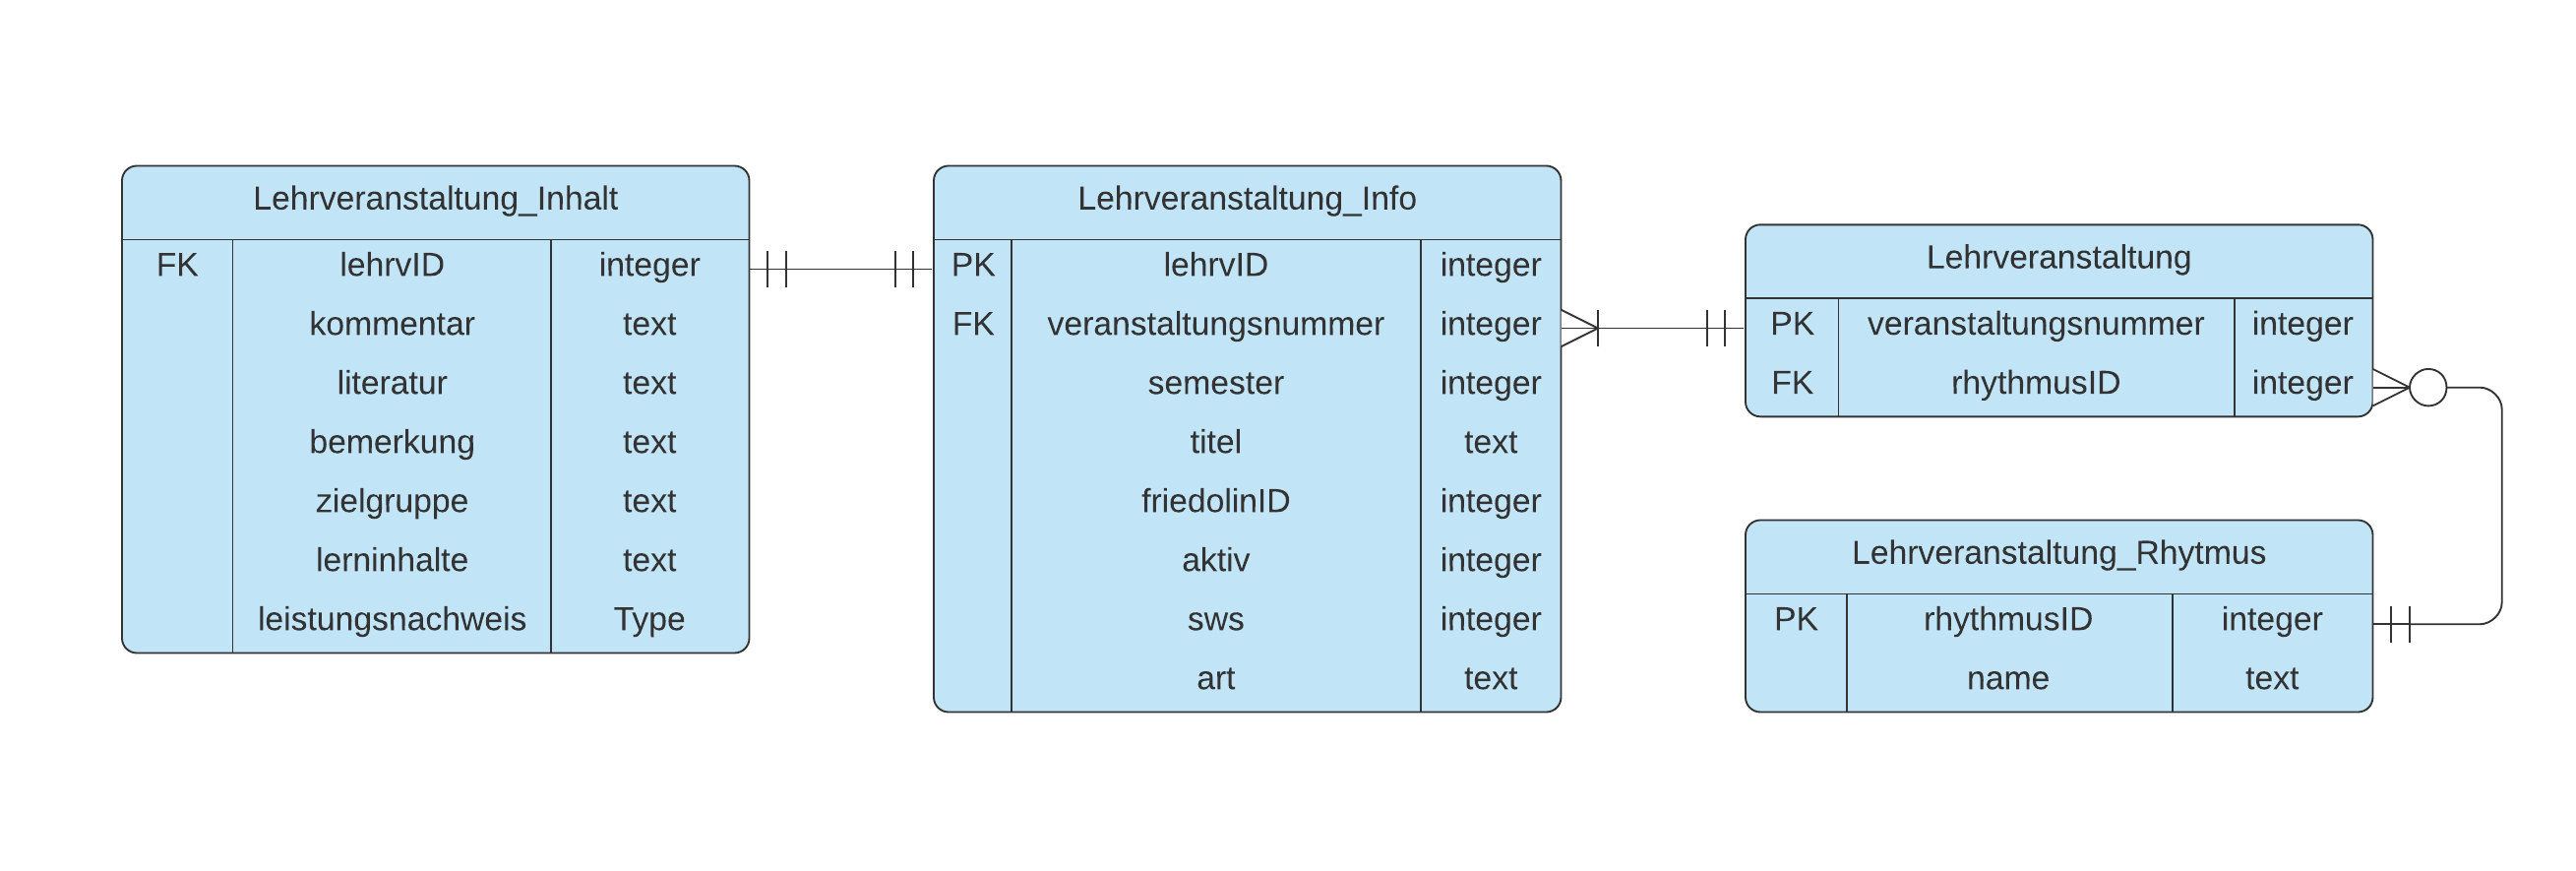 Lehrveranstaltung_Inhalt
FK lehrvID integer
kommentar text
literatur text
bemerkung text
zielgruppe text
lerninhalte text
leistungsnachweis Type
Lehrveranstaltung_Info
PK lehrvID integer
FK veranstaltungsnummer integer
semester integer
titel text
friedolinID integer
aktiv integer
sws integer
art text
Lehrveranstaltung
PK veranstaltungsnummer integer
FK rhythmusID integer
Lehrveranstaltung_Rhytmus
PK rhythmusID integer
name text